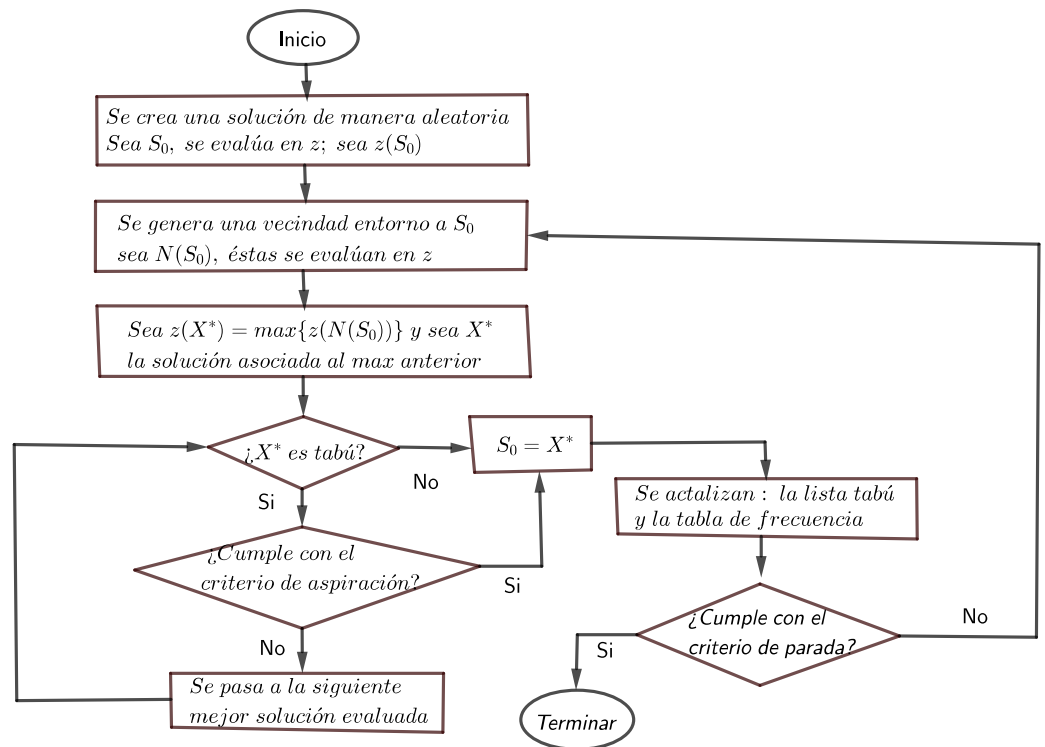 Inicio
Se crea una solución de manera aleatoria
Sea S₀, se evalúa en z; sea z(S₀)
Se genera una vecindad entorno a S₀
sea N(S₀), éstas se evalúan en z
Sea z(X*) = max{z(N(S₀))} y sea X*
la solución asociada al max anterior
¿X* es tabú?
No
S₀ = X*
Si
Se actalizan : la lista tabú
y la tabla de frecuencia
¿Cumple con el
criterio de aspiración?
Si
¿Cumple con el
criterio de parada?
No
Si
No
Se pasa a la siguiente
mejor solución evaluada
Terminar